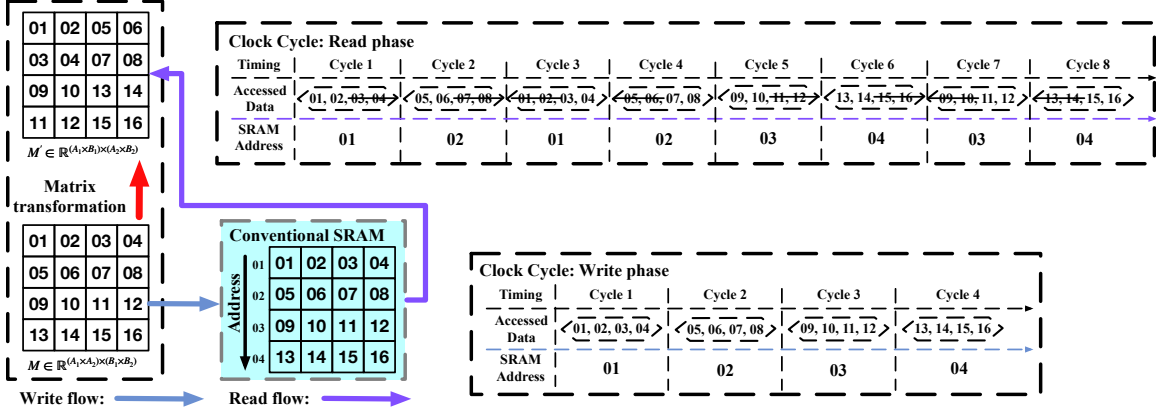 01 02 05 06
03 04 07 08
09 10 13 14
11 12 15 16
M′ ∈ ℝ^(A₁×B₁)×(A₂×B₂)
Matrix
transformation
01 02 03 04
05 06 07 08
09 10 11 12
13 14 15 16
M ∈ ℝ^(A₁×A₂)×(B₁×B₂)
Write flow:
Read flow:
Conventional SRAM
Address
01 01 02 03 04
02 05 06 07 08
03 09 10 11 12
04 13 14 15 16
Clock Cycle: Read phase
Timing Cycle 1 Cycle 2 Cycle 3 Cycle 4 Cycle 5 Cycle 6 Cycle 7 Cycle 8
Accessed
Data
01, 02, 03, 04 05, 06, 07, 08 01, 02, 03, 04 05, 06, 07, 08 09, 10, 11, 12 13, 14, 15, 16 09, 10, 11, 12 13, 14, 15, 16
SRAM
Address
01 02 01 02 03 04 03 04
Clock Cycle: Write phase
Timing Cycle 1 Cycle 2 Cycle 3 Cycle 4
Accessed
Data
01, 02, 03, 04 05, 06, 07, 08 09, 10, 11, 12 13, 14, 15, 16
SRAM
Address
01 02 03 04